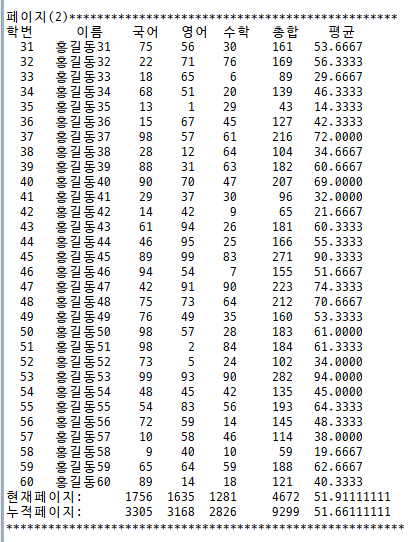 페이지(2)***********************************************
학번 이름 국어 영어 수학 총합 평균
31 홍길동31 75 56 30 161 53.6667
32 홍길동32 22 71 76 169 56.3333
33 홍길동33 18 65 6 89 29.6667
34 홍길동34 68 51 20 139 46.3333
35 홍길동35 13 1 29 43 14.3333
36 홍길동36 15 67 45 127 42.3333
37 홍길동37 98 57 61 216 72.0000
38 홍길동38 28 12 64 104 34.6667
39 홍길동39 88 31 63 182 60.6667
40 홍길동40 90 70 47 207 69.0000
41 홍길동41 29 37 30 96 32.0000
42 홍길동42 14 42 9 65 21.6667
43 홍길동43 61 94 26 181 60.3333
44 홍길동44 46 95 25 166 55.3333
45 홍길동45 89 99 83 271 90.3333
46 홍길동46 94 54 7 155 51.6667
47 홍길동47 42 91 90 223 74.3333
48 홍길동48 75 73 64 212 70.6667
49 홍길동49 76 49 35 160 53.3333
50 홍길동50 98 57 28 183 61.0000
51 홍길동51 98 2 84 184 61.3333
52 홍길동52 73 5 24 102 34.0000
53 홍길동53 99 93 90 282 94.0000
54 홍길동54 48 45 42 135 45.0000
55 홍길동55 54 83 56 193 64.3333
56 홍길동56 72 59 14 145 48.3333
57 홍길동57 10 58 46 114 38.0000
58 홍길동58 9 40 10 59 19.6667
59 홍길동59 65 64 59 188 62.6667
60 홍길동60 89 14 18 121 40.3333
현재페이지: 1756 1635 1281 4672 51.91111111
누적페이지: 3305 3168 2826 9299 51.66111111
********************************************************